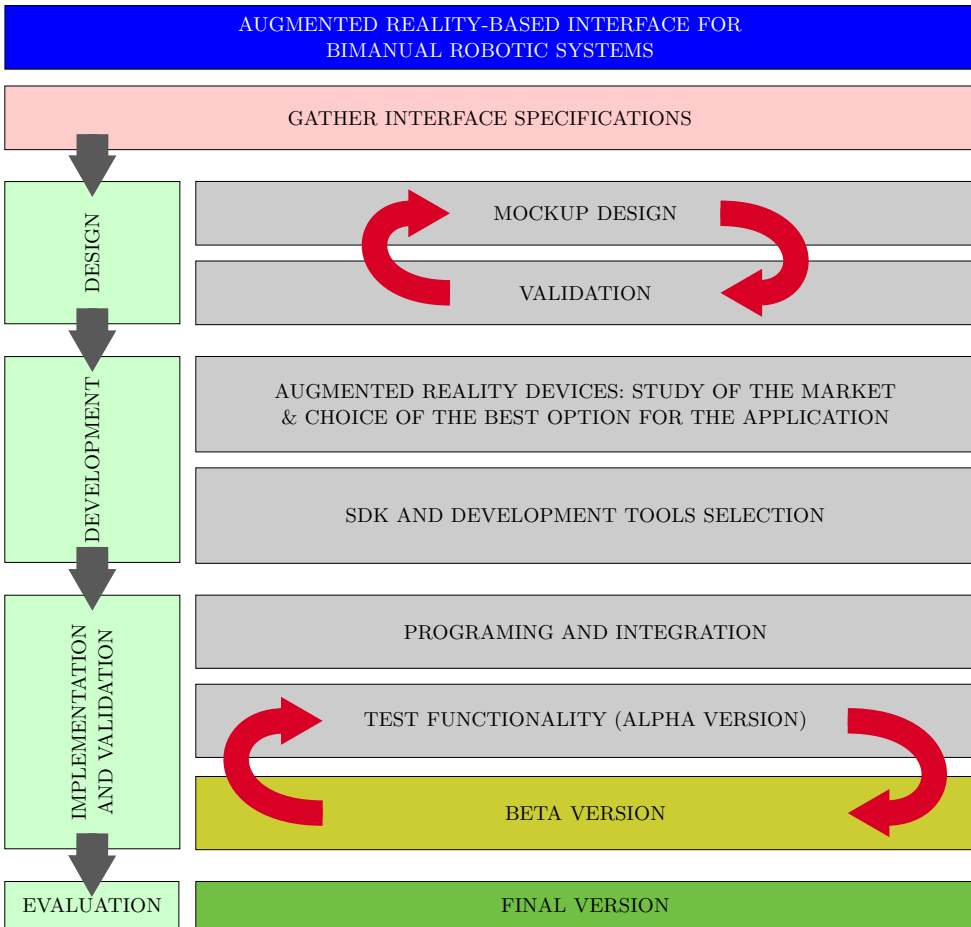 AUGMENTED REALITY-BASED INTERFACE FOR
BIMANUAL ROBOTIC SYSTEMS
GATHER INTERFACE SPECIFICATIONS
DESIGN
MOCKUP DESIGN
VALIDATION
DEVELOPMENT
AUGMENTED REALITY DEVICES: STUDY OF THE MARKET
& CHOICE OF THE BEST OPTION FOR THE APPLICATION
SDK AND DEVELOPMENT TOOLS SELECTION
IMPLEMENTATION
AND VALIDATION
PROGRAMING AND INTEGRATION
TEST FUNCTIONALITY (ALPHA VERSION)
BETA VERSION
EVALUATION
FINAL VERSION